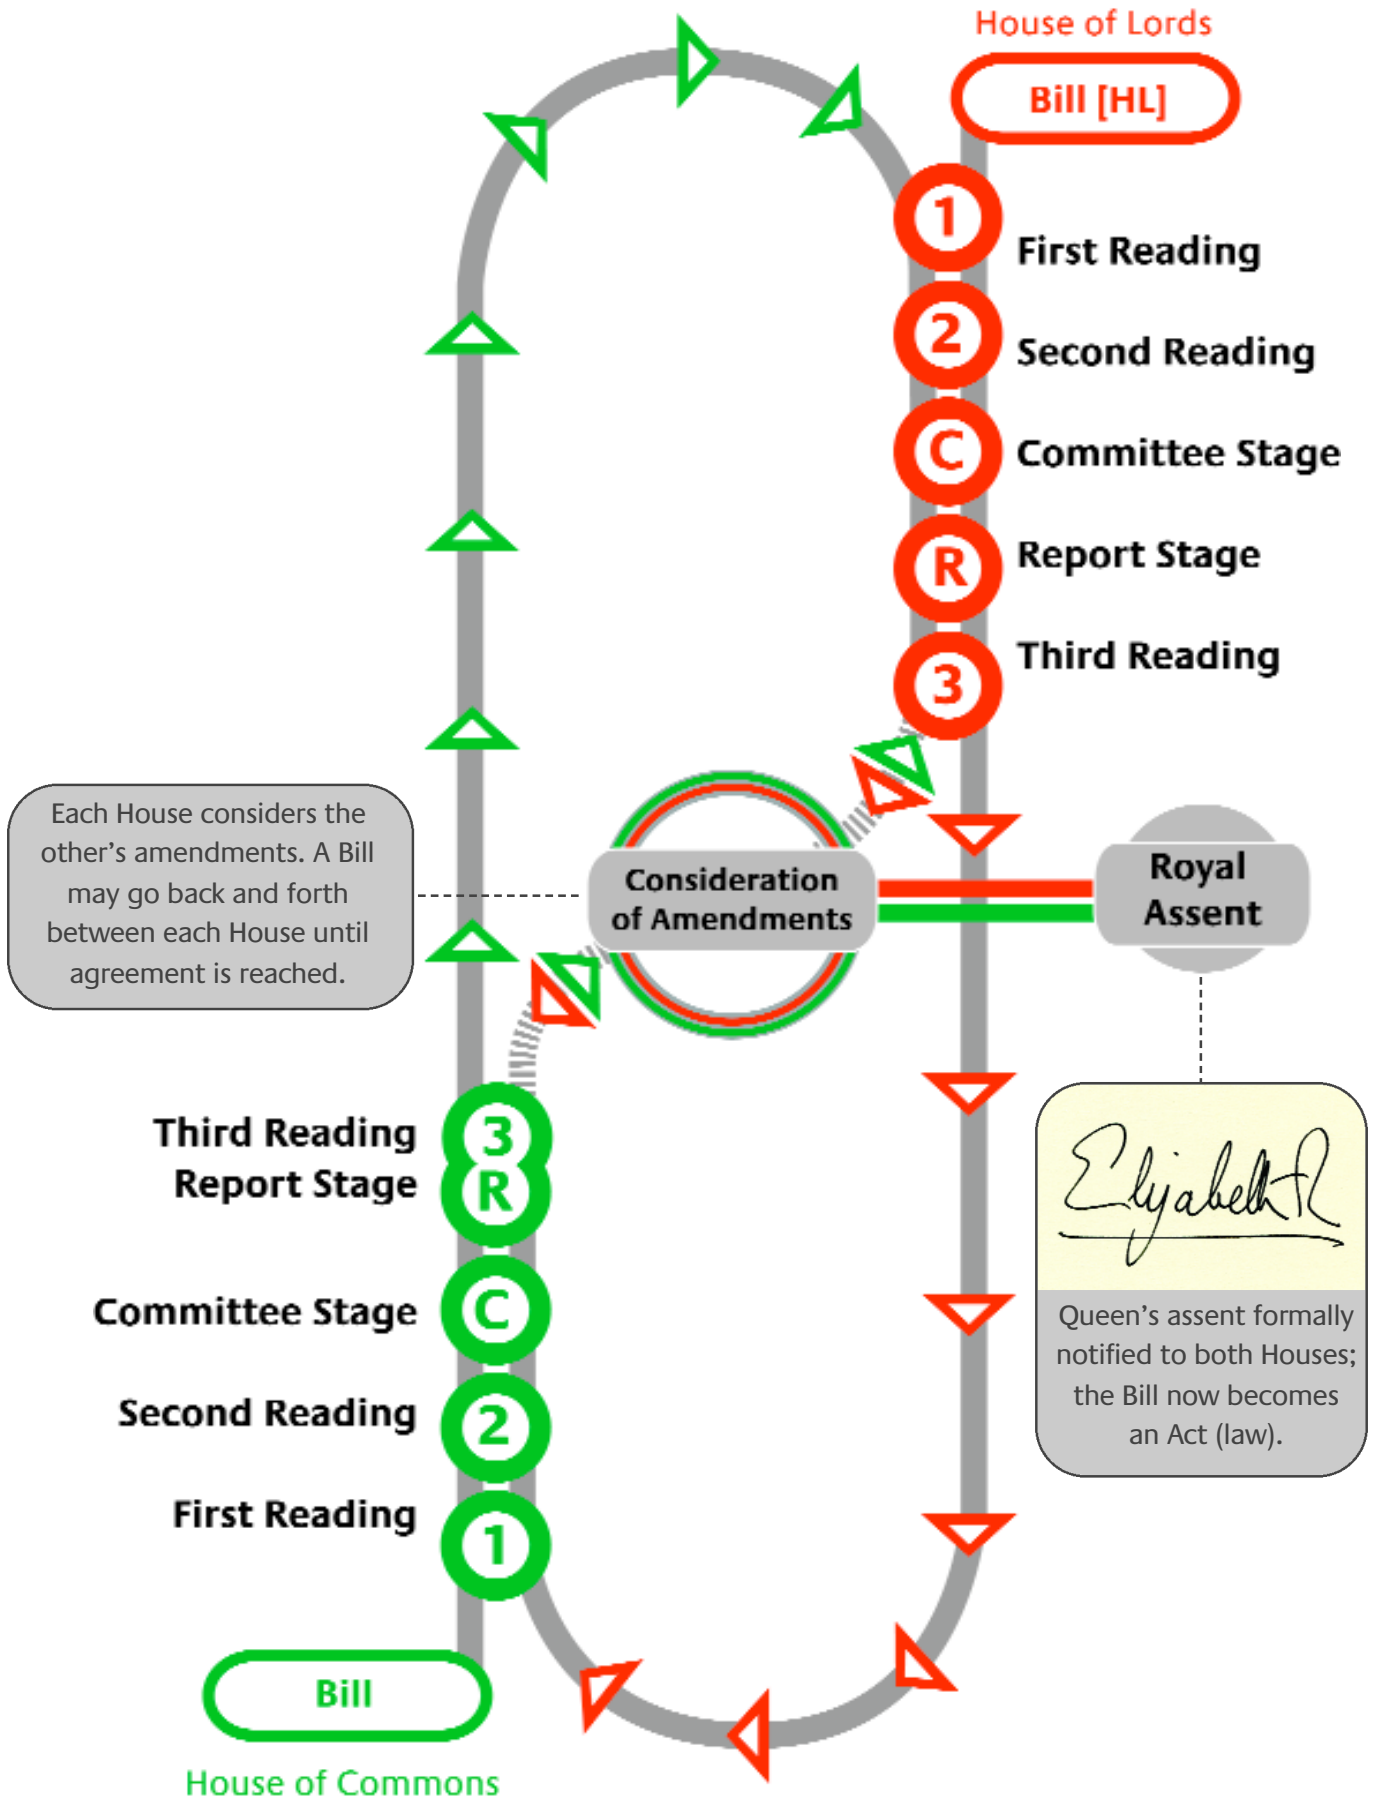 House of Lords
Bill [HL]
1
First Reading
2
Second Reading
C
Committee Stage
R
Report Stage
3
Third Reading
Each House considers the
other's amendments. A Bill
may go back and forth
between each House until
agreement is reached.
Consideration
of Amendments
Royal
Assent
Elizabeth R
Queen's assent formally
notified to both Houses;
the Bill now becomes
an Act (law).
Third Reading
3
Report Stage
R
Committee Stage
C
Second Reading
2
First Reading
1
Bill
House of Commons